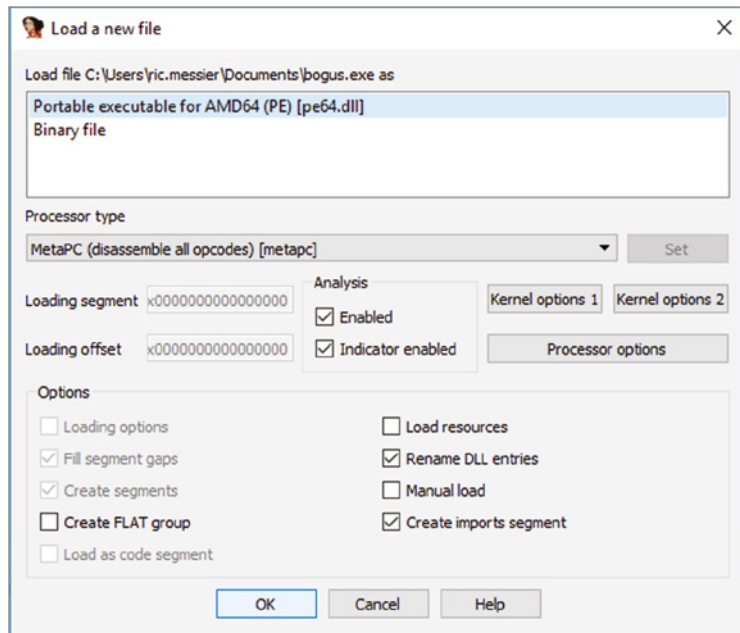 Load a new file
Load file C:\Users\ric.messier\Documents\bogus.exe as
Portable executable for AMD64 (PE) [pe64.dll]
Binary file
Processor type
MetaPC (disassemble all opcodes) [metapc]
Set
Analysis
Loading segment x0000000000000000
Enabled
Kernel options 1 Kernel options 2
Loading offset x0000000000000000
Indicator enabled
Processor options
Options
Loading options
Load resources
Fill segment gaps
Rename DLL entries
Create segments
Manual load
Create FLAT group
Create imports segment
Load as code segment
OK Cancel Help